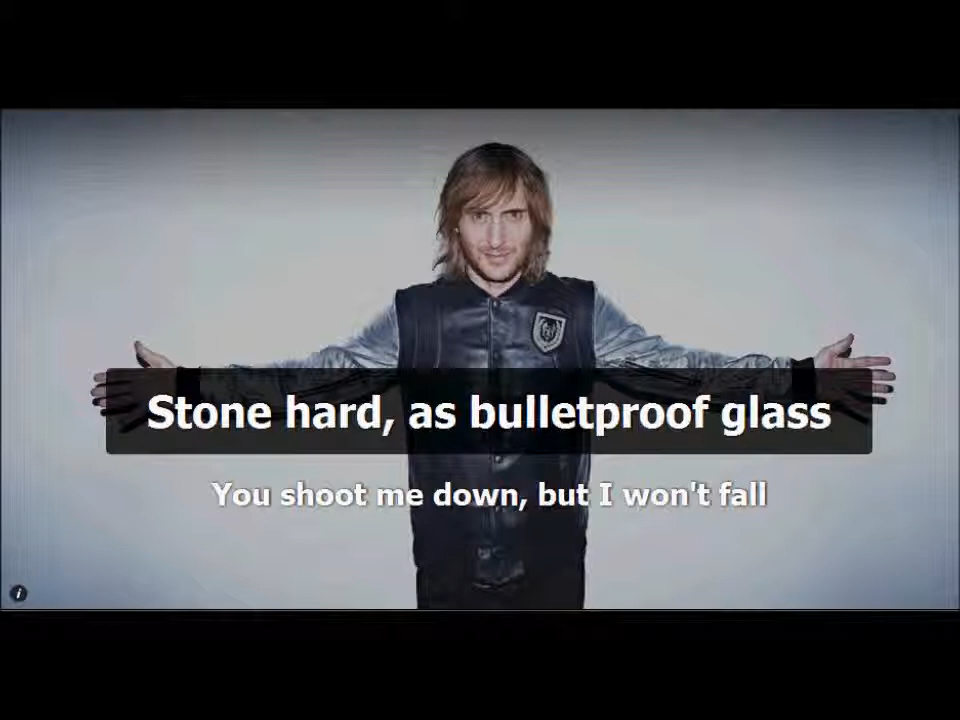 Stone hard, as bulletproof glass
You shoot me down, but I won't fall
i